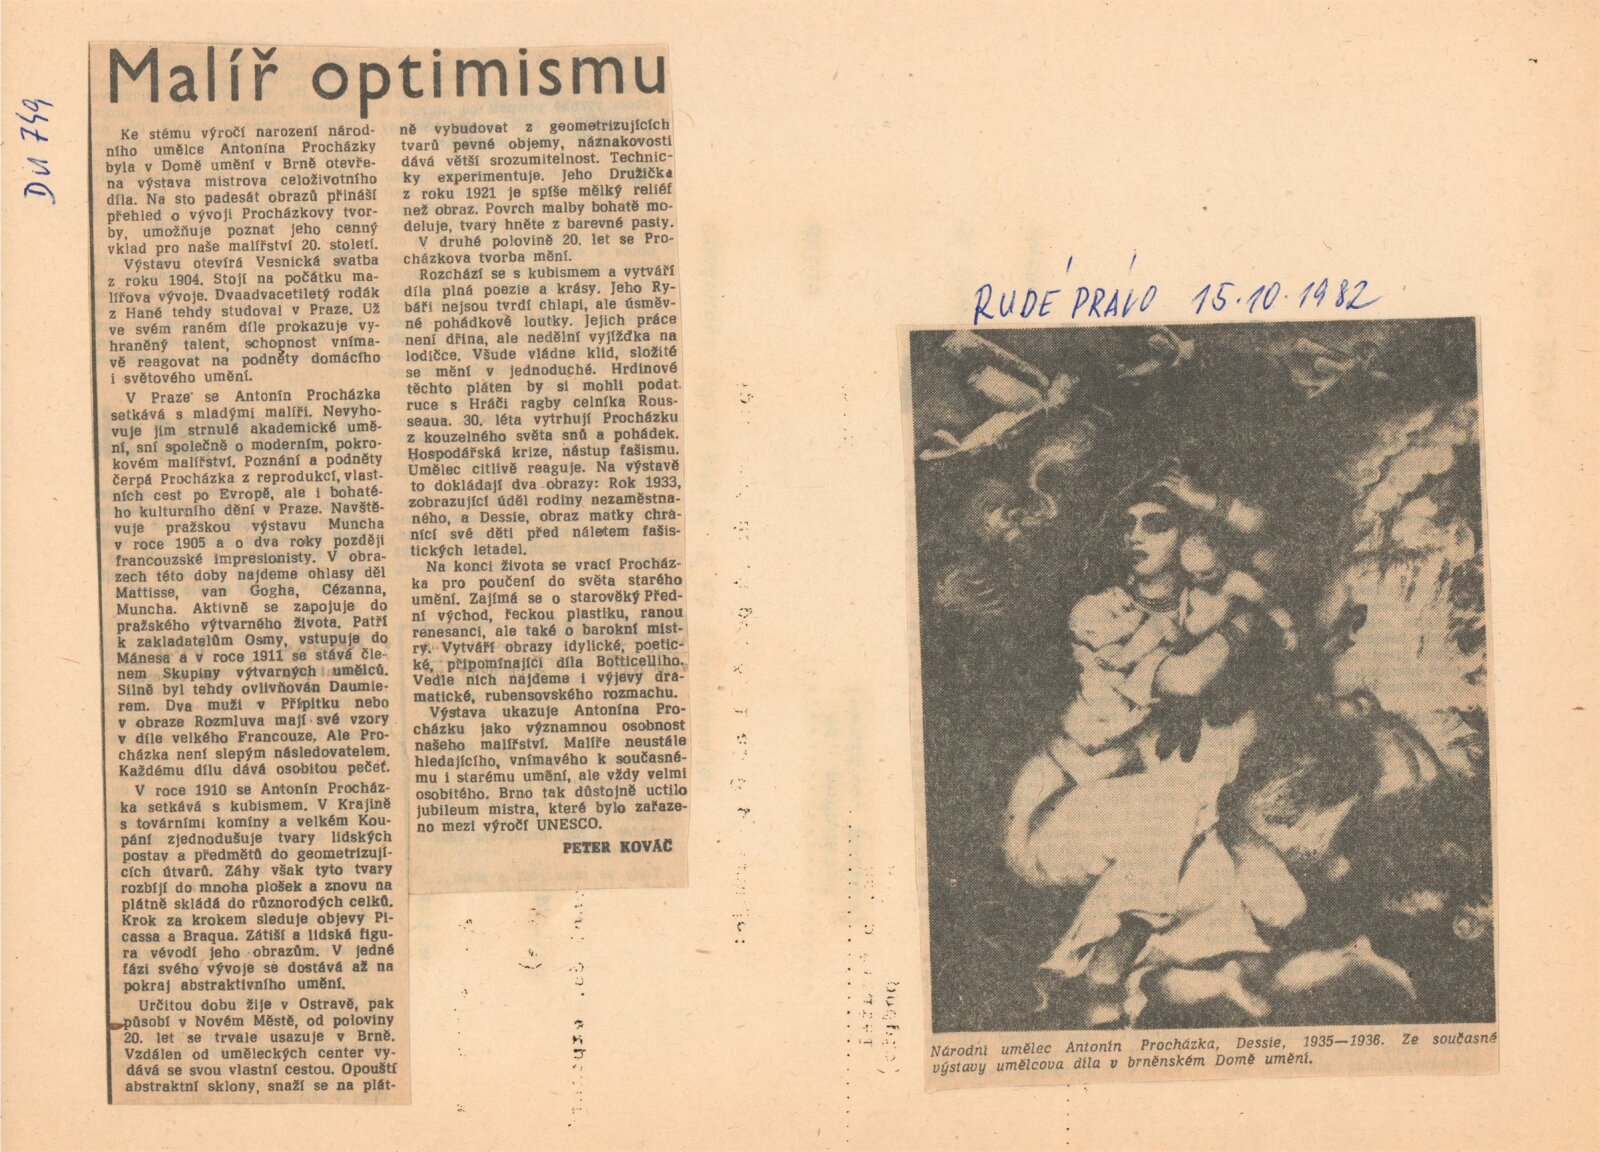 DU 749
Malíř optimismu
Ke stému výročí narození národ-
ního umělce Antonína Procházky
byla v Domě umění v Brně otevře-
na výstava mistrova celoživotního
díla. Na sto padesát obrazů přináší
přehled o vývoji Procházkovy tvor-
by, umožňuje poznat jeho cenný
vklad pro naše malířství 20. století.
Výstavu otevírá Vesnická svatba
z roku 1904. Stojí na počátku ma-
lířova vývoje. Dvaadvacetiletý rodák
z Hané tehdy studoval v Praze. Už
ve svém raném díle prokazuje vy-
hraněný talent, schopnost vníma-
vě reagovat na podněty domácího
i světového umění.
V Praze se Antonín Procházka
setkává s mladými malíři. Nevyho-
vuje jim strnulé akademické umě-
ní, sní společně o moderním, pokro-
kovém malířství. Poznání a podněty
čerpá Procházka z reprodukcí, vlast-
ních cest po Evropě, ale i bohaté-
ho kulturního dění v Praze. Navště-
vuje pražskou výstavu Muncha
v roce 1905 a o dva roky později
francouzské impresionisty. V obra-
zech této doby najdeme ohlasy děl
Mattisse, van Gogha, Cézanna,
Muncha. Aktivně se zapojuje do
pražského výtvarného života. Patří
k zakladatelům Osmy, vstupuje do
Mánesa a v roce 1911 se stává čle-
nem Skupiny výtvarných umělců.
Silně byl tehdy ovlivňován Daumie-
rem. Dva muži v Přípitku nebo
v obraze Rozmluva mají své vzory
v díle velkého Francouze. Ale Pro-
cházka není slepým následovatelem.
Každému dílu dává osobitou pečeť.
V roce 1910 se Antonín Procház-
ka setkává s kubismem. V Krajině
s továrními komíny a velkém Kou-
pání zjednodušuje tvary lidských
postav a předmětů do geometrizují-
cích útvarů. Záhy však tyto tvary
rozbíjí do mnoha plošek a znovu na
plátně skládá do různorodých celků.
Krok za krokem sleduje objevy Pi-
cassa a Braqua. Zátiší a lidská figu-
ra vévodí jeho obrazům. V jedné
fázi svého vývoje se dostává až na
pokraj abstraktivního umění.
Určitou dobu žije v Ostravě, pak
působí v Novém Městě, od poloviny
20. let se trvale usazuje v Brně.
Vzdálen od uměleckých center vy-
dává se svou vlastní cestou. Opouští
abstraktní sklony, snaží se na plát-
ně vybudovat z geometrizujících
tvarů pevné objemy, náznakovosti
dává větší srozumitelnost. Technic-
ky experimentuje. Jeho Družička
z roku 1921 je spíše mělký reliéf
než obraz. Povrch malby bohatě mo-
deluje, tvary hněte z barevné pasty.
V druhé polovině 20. let se Pro-
cházkova tvorba mění.
Rozchází se s kubismem a vytváří
díla plná poezie a krásy. Jeho Ry-
báři nejsou tvrdí chlapi, ale úsměv-
né pohádkové loutky. Jejich práce
není dřina, ale nedělní vyjížďka na
lodičce. Všude vládne klid, složité
se mění v jednoduché. Hrdinové
těchto pláten by si mohli podat
ruce s Hráči ragby celníka Rous-
seaua. 30. léta vytrhují Procházku
z kouzelného světa snů a pohádek.
Hospodářská krize, nástup fašismu.
Umělec citlivě reaguje. Na výstavě
to dokládají dva obrazy: Rok 1933,
zobrazující úděl rodiny nezaměstna-
ného, a Dessie, obraz matky chrá-
nící své děti před náletem fašis-
tických letadel.
Na konci života se vrací Procház-
ka pro poučení do světa starého
umění. Zajímá se o starověký Před-
ní východ, řeckou plastiku, ranou
renesanci, ale také o barokní mist-
ry. Vytváří obrazy idylické, poetic-
ké, připomínající díla Botticelliho.
Vedle nich najdeme i výjevy dra-
matické, rubensovského rozmachu.
Výstava ukazuje Antonína Pro-
cházku jako významnou osobnost
našeho malířství. Malíře neustále
hledajícího, vnímavého k současné-
mu i starému umění, ale vždy velmi
osobitého. Brno tak důstojně uctilo
jubileum mistra, které bylo zařaze-
no mezi výročí UNESCO.
PETER KOVÁČ
RUDÉ PRÁVO 15.10.1982
Národní umělec Antonín Procházka, Dessie, 1935—1936. Ze současné
výstavy umělcova díla v brněnském Domě umění.